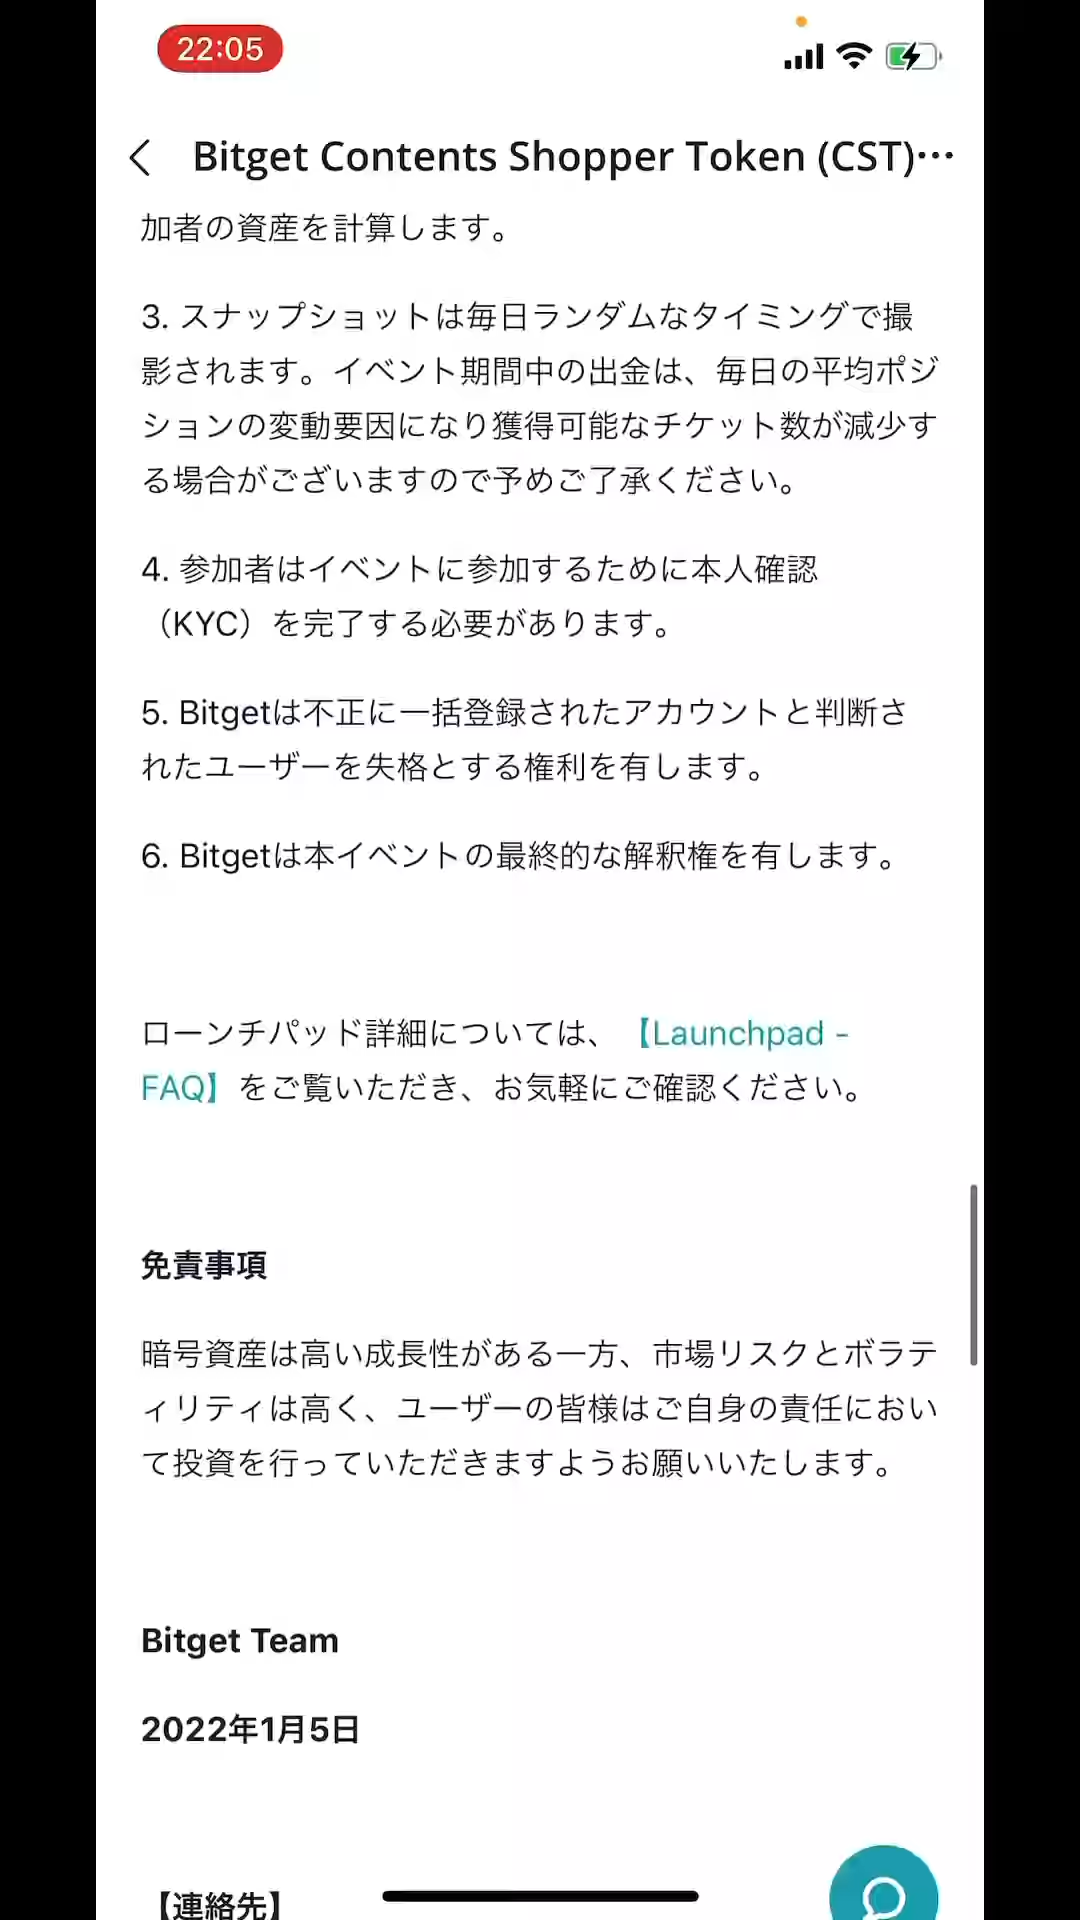 22:05
Bitget Contents Shopper Token (CST)…
加者の資産を計算します。
3. スナップショットは毎日ランダムなタイミングで撮
影されます。イベント期間中の出金は、毎日の平均ポジ
ションの変動要因になり獲得可能なチケット数が減少す
る場合がございますので予めご了承ください。
4. 参加者はイベントに参加するために本人確認
（KYC）を完了する必要があります。
5. Bitgetは不正に一括登録されたアカウントと判断さ
れたユーザーを失格とする権利を有します。
6. Bitgetは本イベントの最終的な解釈権を有します。
ローンチパッド詳細については、【Launchpad -
FAQ】をご覧いただき、お気軽にご確認ください。
免責事項
暗号資産は高い成長性がある一方、市場リスクとボラテ
ィリティは高く、ユーザーの皆様はご自身の責任におい
て投資を行っていただきますようお願いいたします。
Bitget Team
2022年1月5日
【連絡先】